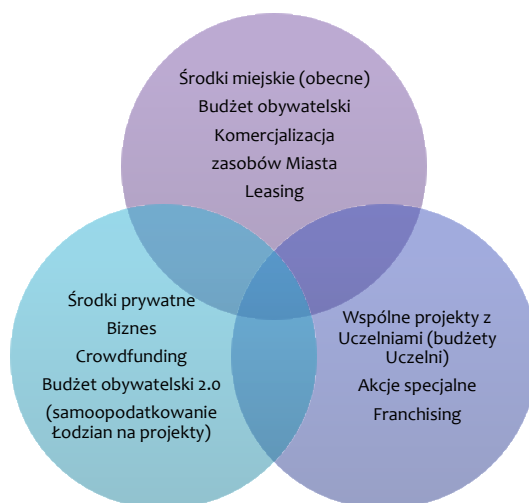 Środki miejskie (obecne)
Budżet obywatelski
Komercjalizacja
zasobów Miasta
Leasing
Środki prywatne
Biznes
Crowdfunding
Budżet obywatelski 2.0
(samoopodatkowanie
Łodzian na projekty)
Wspólne projekty z
Uczelniami (budżety
Uczelni)
Akcje specjalne
Franchising